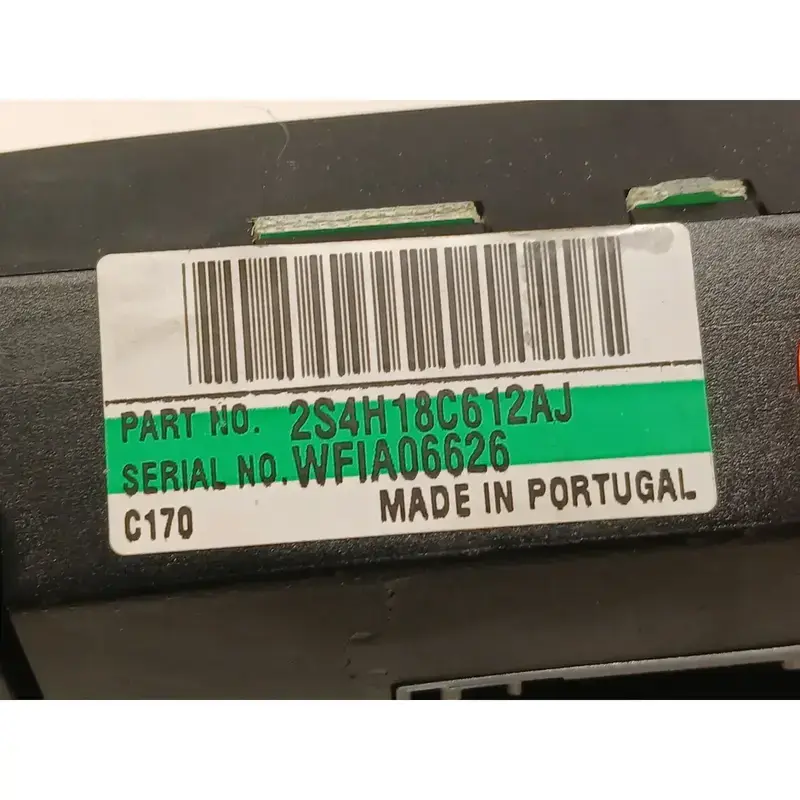 PART NO. 2S4H18C612AJ
SERIAL NO. WFIA06626
C170 MADE IN PORTUGAL